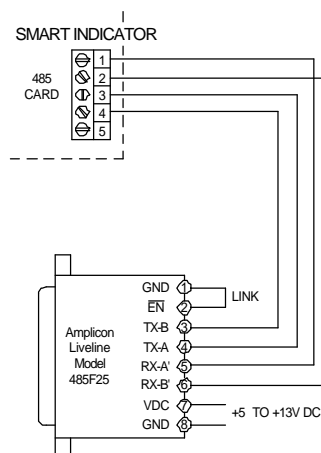 SMART INDICATOR
485
CARD
1
2
3
4
5
Amplicon
Liveline
Model
485F25
GND 1
EN 2
LINK
TX-B 3
TX-A 4
RX-A' 5
RX-B' 6
VDC 7
+5 TO +13V DC
GND 8